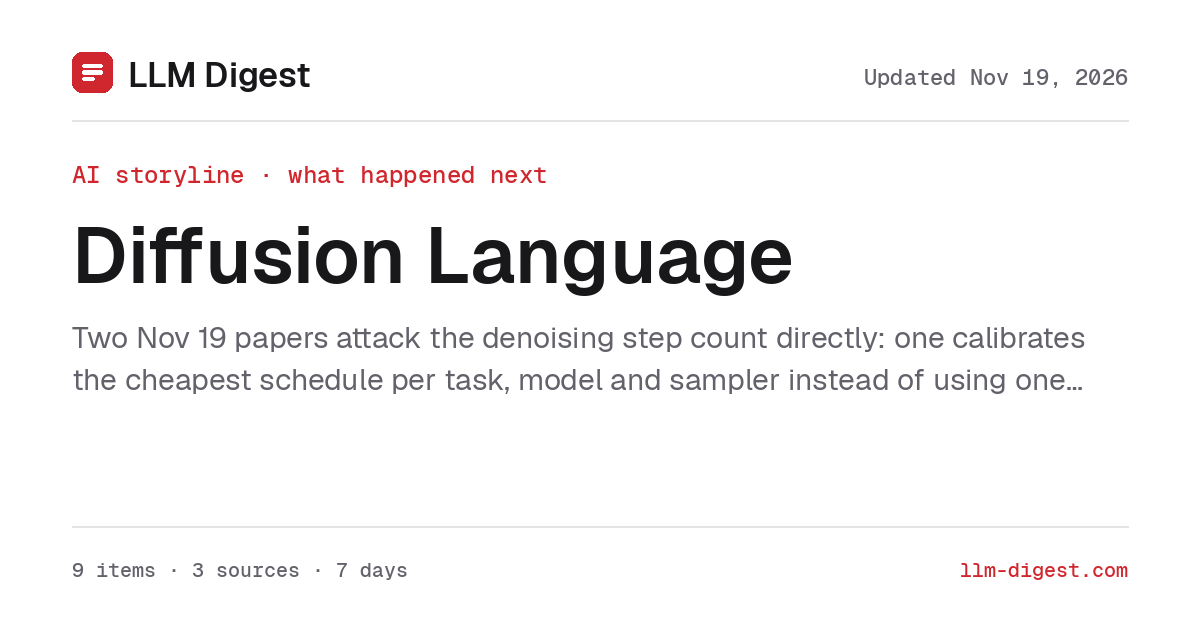 LLM Digest
Updated Nov 19, 2026
AI storyline · what happened next
Diffusion Language
Two Nov 19 papers attack the denoising step count directly: one calibrates
the cheapest schedule per task, model and sampler instead of using one…
9 items · 3 sources · 7 days
llm-digest.com